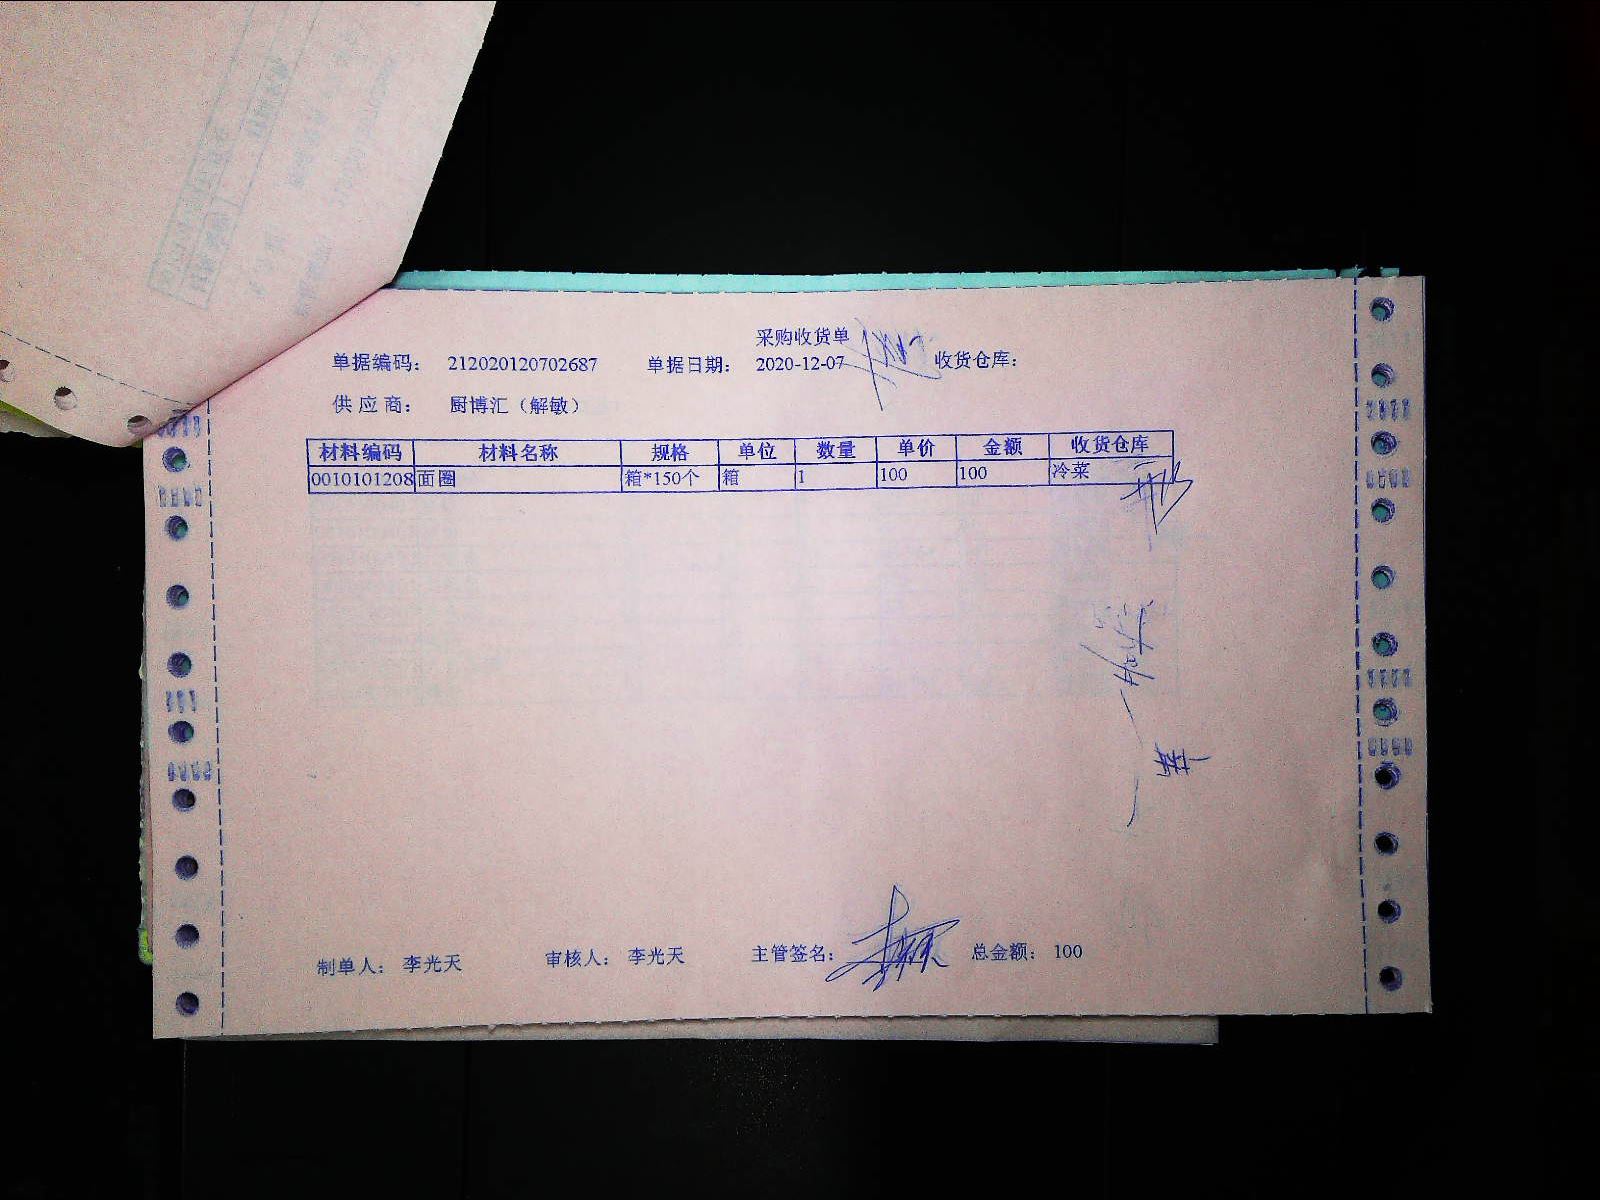 采购收货单
单据编码： 212020120702687 单据日期： 2020-12-07 收货仓库：
供应商： 厨博汇（解敏）
材料编码 材料名称 规格 单位 数量 单价 金额 收货仓库
0010101208 面圈 箱*150个 箱 1 100 100 冷菜
制单人： 李光天 审核人： 李光天 主管签名： 总金额： 100